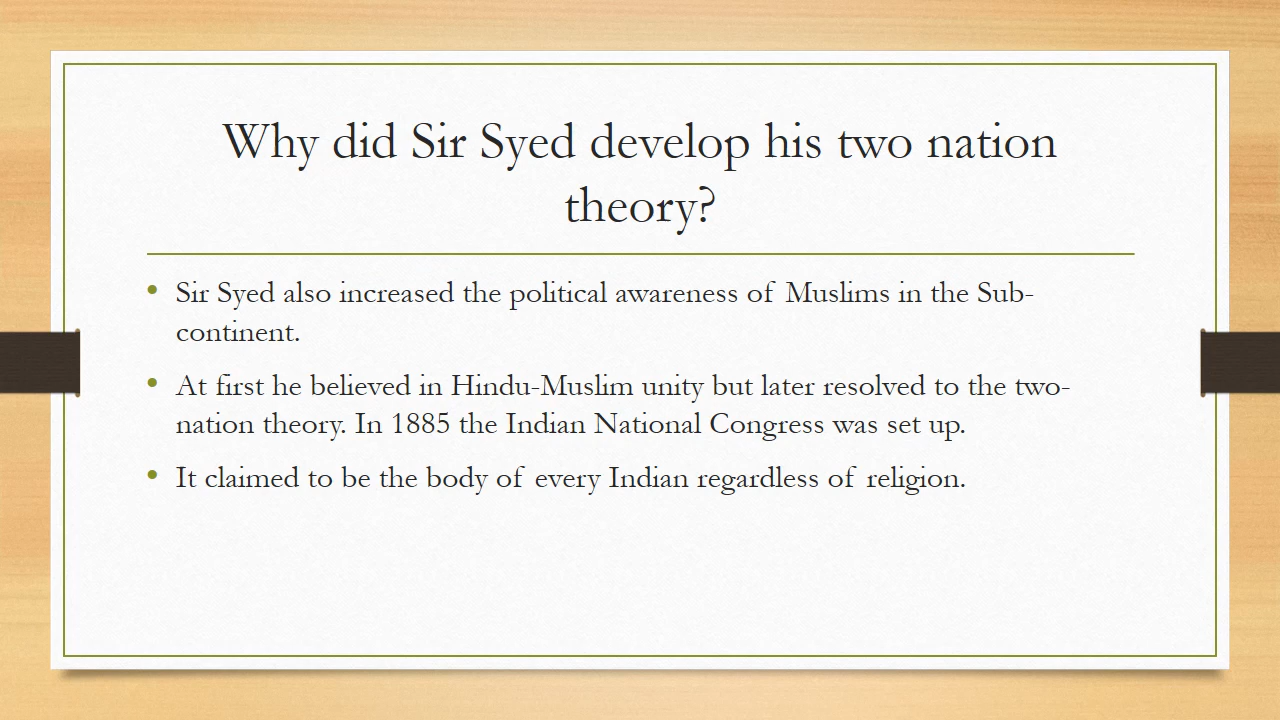 Why did Sir Syed develop his two nation
theory?
• Sir Syed also increased the political awareness of Muslims in the Sub-
continent.
• At first he believed in Hindu-Muslim unity but later resolved to the two-
nation theory. In 1885 the Indian National Congress was set up.
• It claimed to be the body of every Indian regardless of religion.